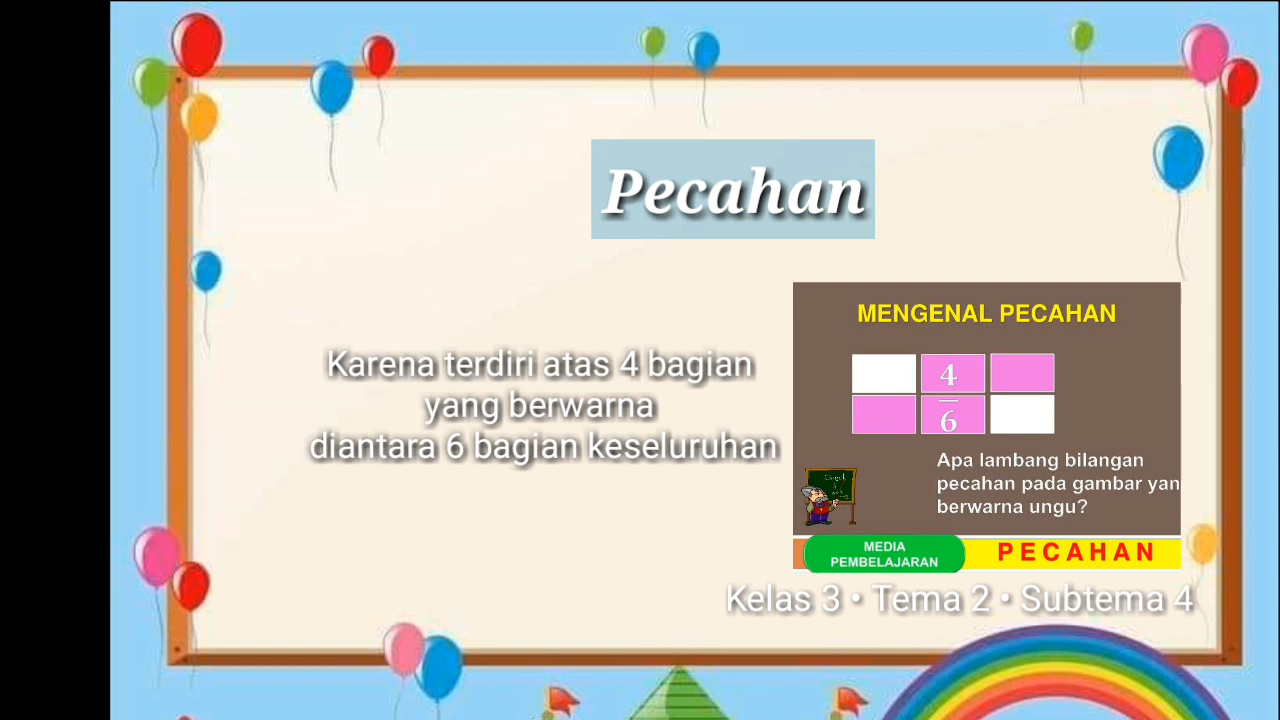 Pecahan
Karena terdiri atas 4 bagian
yang berwarna
diantara 6 bagian keseluruhan
MENGENAL PECAHAN
4
6
Apa lambang bilangan
pecahan pada gambar yan
berwarna ungu?
MEDIA
PEMBELAJARAN
PECAHAN
Kelas 3 • Tema 2 • Subtema 4